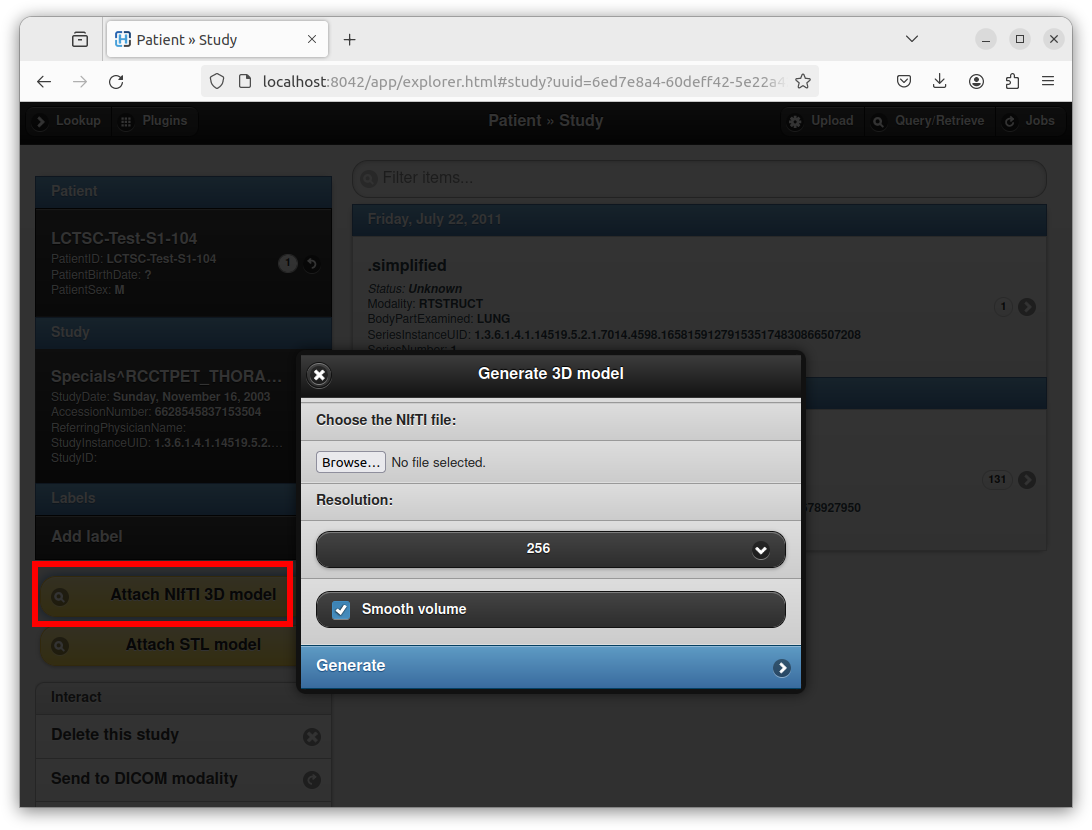 Patient » Study
localhost:8042/app/explorer.html#study?uuid=6ed7e8a4-60deff42-5e22a4
Lookup
Plugins
Patient » Study
Upload
Query/Retrieve
Jobs
Patient
LCTSC-Test-S1-104
PatientID: LCTSC-Test-S1-104
PatientBirthDate: ?
PatientSex: M
1
Study
Specials^RCCTPET_THORA...
StudyDate: Sunday, November 16, 2003
AccessionNumber: 6628545837153504
ReferringPhysicianName:
StudyInstanceUID: 1.3.6.1.4.1.14519.5.2....
StudyID:
Labels
Add label
Attach NIfTI 3D model
Attach STL model
Interact
Delete this study
Send to DICOM modality
Filter items...
Friday, July 22, 2011
.simplified
Status: Unknown
Modality: RTSTRUCT
BodyPartExamined: LUNG
SeriesInstanceUID: 1.3.6.1.4.1.14519.5.2.1.7014.4598.165815912791535174830866507208
SeriesNumber: 1
1
131
78927950
Generate 3D model
Choose the NIfTI file:
Browse... No file selected.
Resolution:
256
Smooth volume
Generate